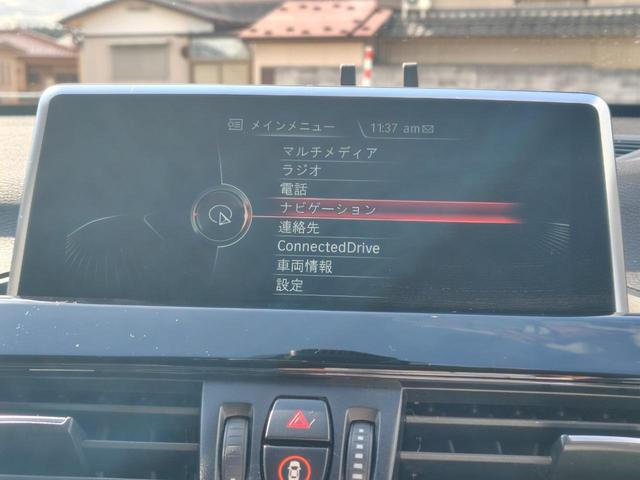 メインメニュー 11:37 am
マルチメディア
ラジオ
電話
ナビゲーション
連絡先
ConnectedDrive
車両情報
設定